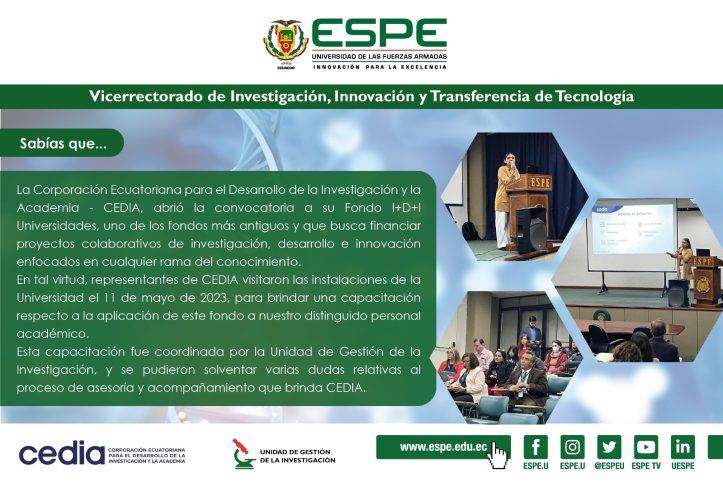 ESPE
UNIVERSIDAD DE LAS FUERZAS ARMADAS
INNOVACIÓN PARA LA EXCELENCIA
ECUADOR
Vicerrectorado de Investigación, Innovación y Transferencia de Tecnología
Sabías que...
La Corporación Ecuatoriana para el Desarrollo de la Investigación y la
Academia - CEDIA, abrió la convocatoria a su Fondo I+D+I
Universidades, uno de los fondos más antiguos y que busca financiar
proyectos colaborativos de investigación, desarrollo e innovación
enfocados en cualquier rama del conocimiento.
En tal virtud, representantes de CEDIA visitaron las instalaciones de la
Universidad el 11 de mayo de 2023, para brindar una capacitación
respecto a la aplicación de este fondo a nuestro distinguido personal
académico.
Esta capacitación fue coordinada por la Unidad de Gestión de la
Investigación, y se pudieron solventar varias dudas relativas al
proceso de asesoría y acompañamiento que brinda CEDIA.
ESPE
cedia
ESPE
cedia
CORPORACIÓN ECUATORIANA
PARA EL DESARROLLO DE LA
INVESTIGACIÓN Y LA ACADEMIA
UNIDAD DE GESTIÓN
DE LA INVESTIGACIÓN
www.espe.edu.ec
ESPE.U
ESPE.U
@ESPEU
ESPE TV
UESPE